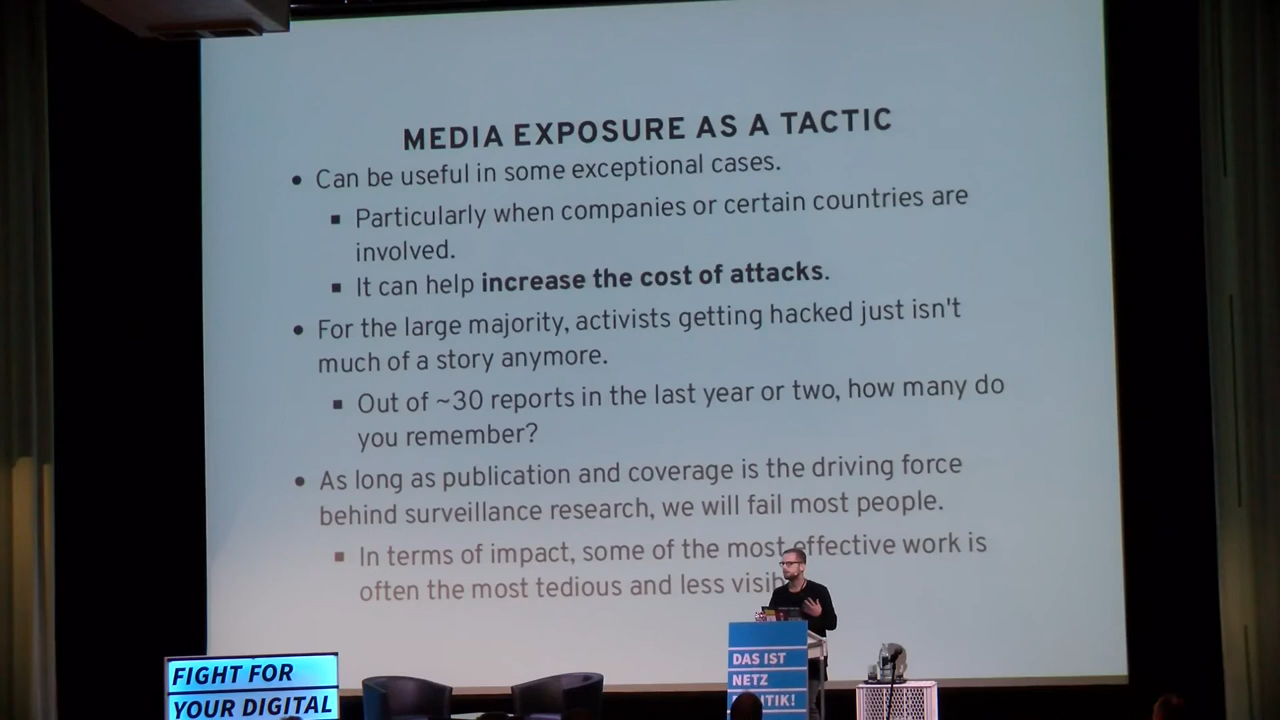 MEDIA EXPOSURE AS A TACTIC
• Can be useful in some exceptional cases.
▪ Particularly when companies or certain countries are
involved.
▪ It can help increase the cost of attacks.
• For the large majority, activists getting hacked just isn't
much of a story anymore.
▪ Out of ~30 reports in the last year or two, how many do
you remember?
• As long as publication and coverage is the driving force
behind surveillance research, we will fail most people.
▪ In terms of impact, some of the most effective work is
often the most tedious and less
FIGHT FOR
YOUR DIGITAL
DAS IST
NETZ